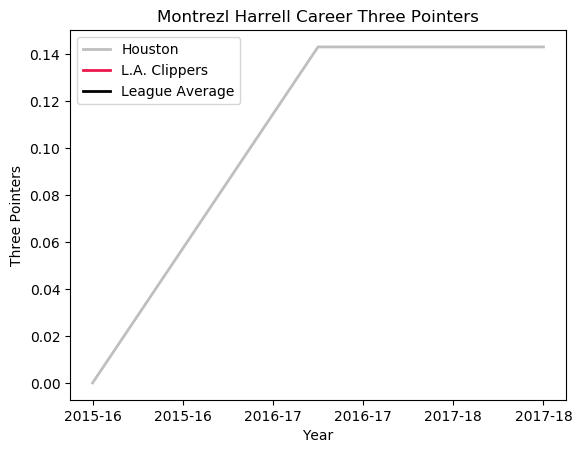 Montrezl Harrell Career Three Pointers
Houston
L.A. Clippers
League Average
Three Pointers
0.14
0.12
0.10
0.08
0.06
0.04
0.02
0.00
2015-16 2015-16 2016-17 2016-17 2017-18 2017-18
Year